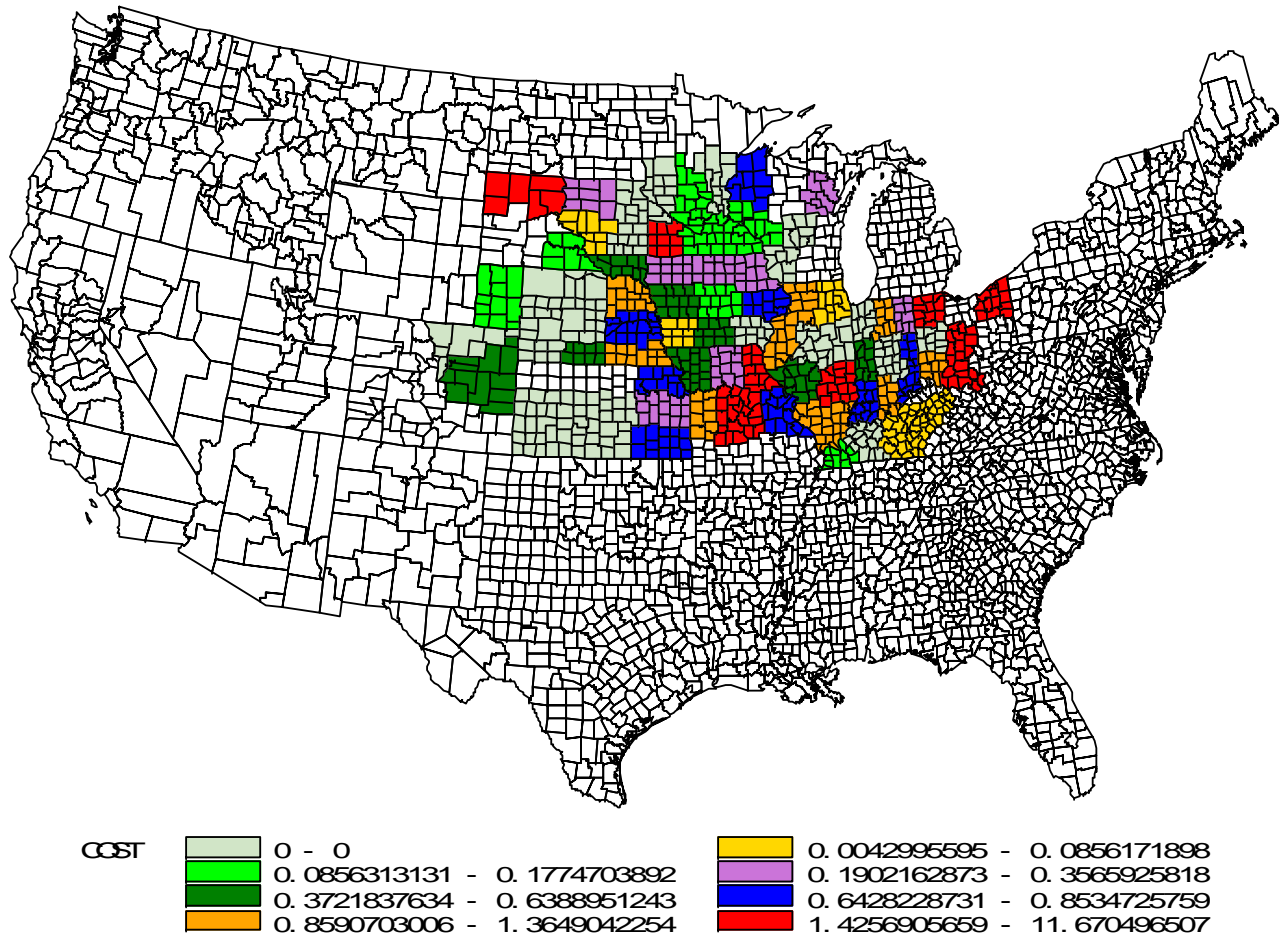 COST
0 - 0
0. 0042995595 - 0. 0856171898
0. 0856313131 - 0. 1774703892
0. 1902162873 - 0. 3565925818
0. 3721837634 - 0. 6388951243
0. 6428228731 - 0. 8534725759
0. 8590703006 - 1. 3649042254
1. 4256905659 - 11. 670496507